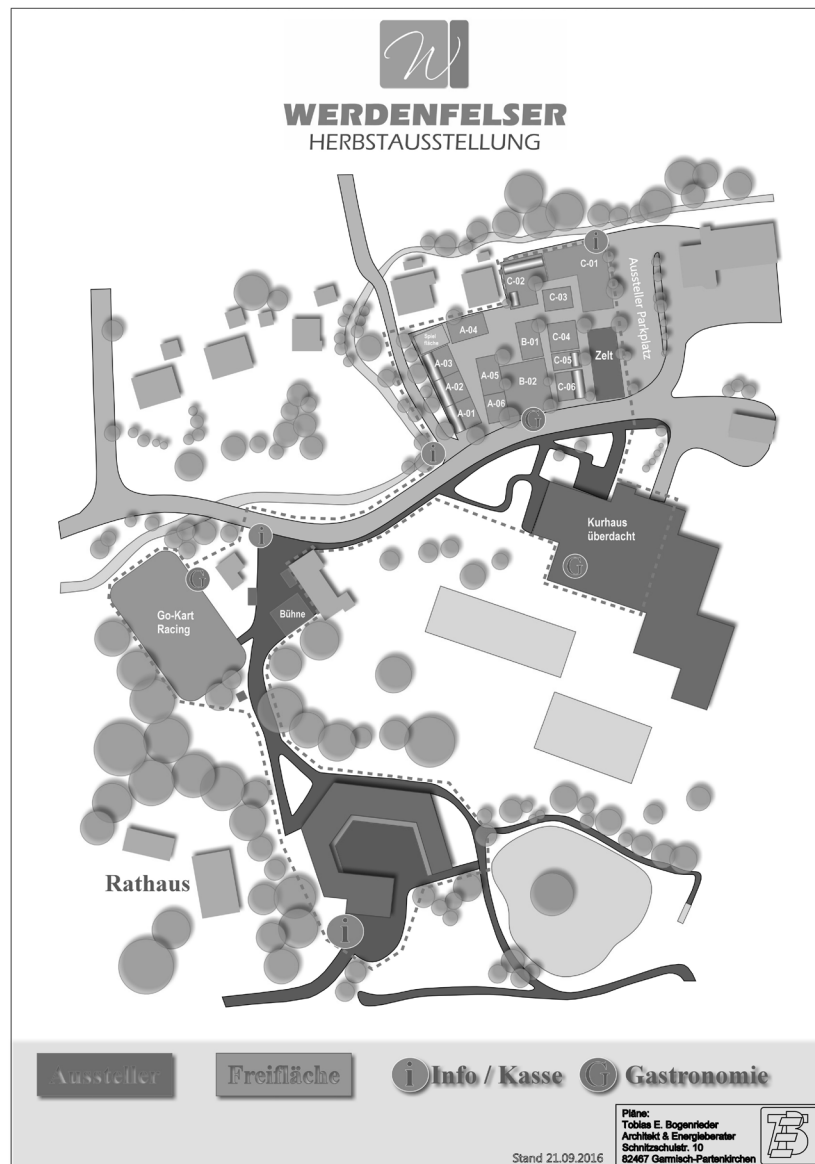 W
WERDENFELSER
HERBSTAUSSTELLUNG
C-01
C-02
C-03
Aussteller Parkplatz
Spiel
fläche
A-04
B-01
C-04
Zelt
A-03
A-05
C-05
A-02
B-02
C-06
A-01
A-06
G
i
i
i
Kurhaus
überdacht
G
G
Go-Kart
Racing
Bühne
Rathaus
i
Aussteller
Freifläche
i Info / Kasse
G Gastronomie
Pläne:
Tobias E. Bogenrieder
Architekt & Energieberater
Schnitzschulstr. 10
82467 Garmisch-Partenkirchen
Stand 21.09.2016